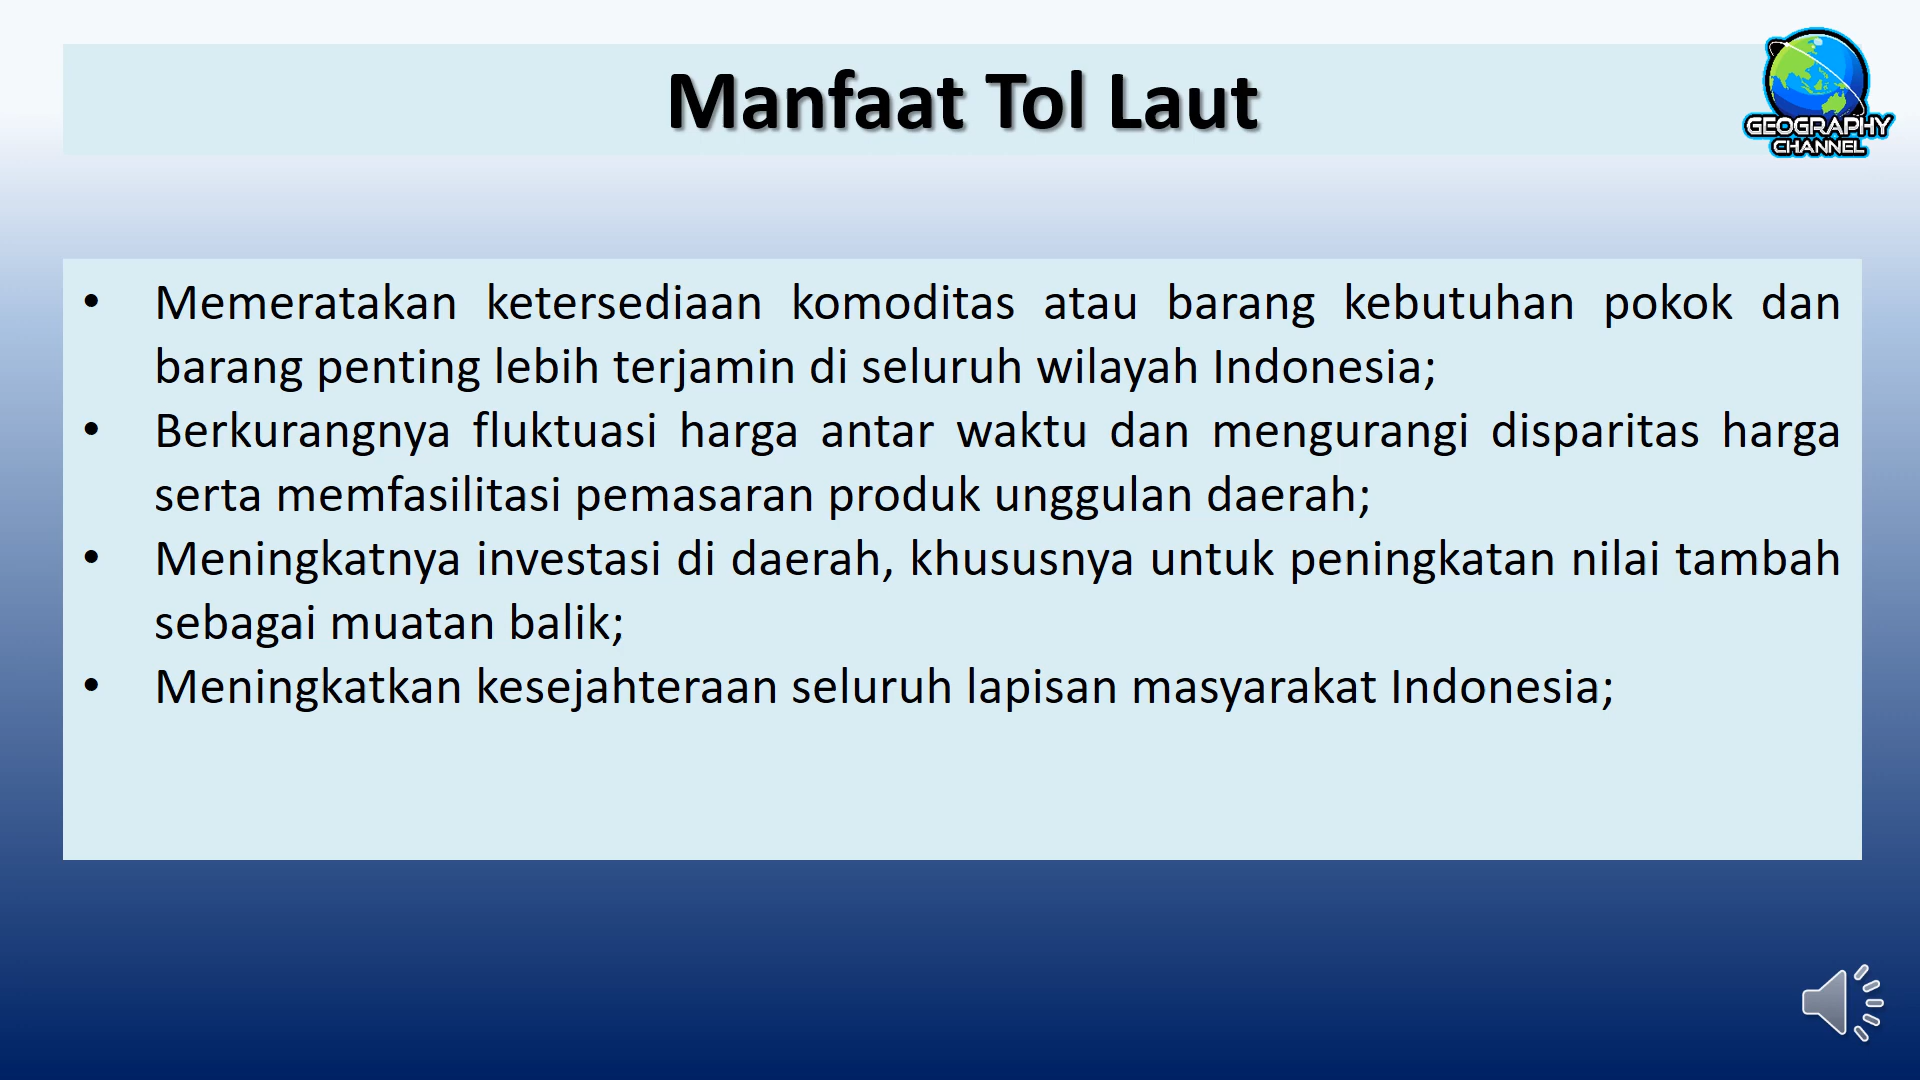 Manfaat Tol Laut
GEOGRAPHY
CHANNEL
• Memeratakan ketersediaan komoditas atau barang kebutuhan pokok dan
barang penting lebih terjamin di seluruh wilayah Indonesia;
• Berkurangnya fluktuasi harga antar waktu dan mengurangi disparitas harga
serta memfasilitasi pemasaran produk unggulan daerah;
• Meningkatnya investasi di daerah, khususnya untuk peningkatan nilai tambah
sebagai muatan balik;
• Meningkatkan kesejahteraan seluruh lapisan masyarakat Indonesia;